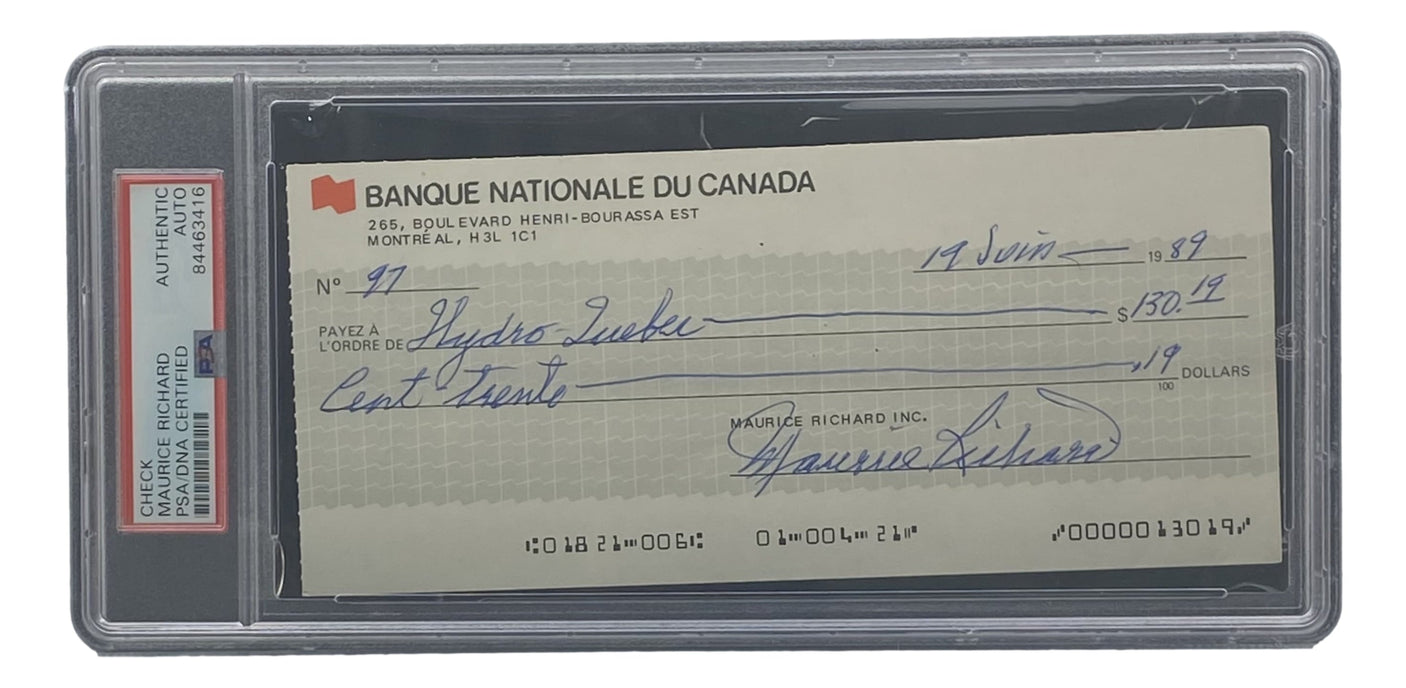 CHECK
MAURICE RICHARD
PSA/DNA CERTIFIED
AUTHENTIC
AUTO
84463416
PSA
BANQUE NATIONALE DU CANADA
265, BOULEVARD HENRI-BOURASSA EST
MONTRÉAL, H3L 1C1
19 Juin 1989
Nº 97
PAYEZ À L'ORDRE DE Hydro-Quebec $130.19
Cent trente ,19/100 DOLLARS
MAURICE RICHARD INC.
Maurice Richard
⑆01821⑉006⑆ 01⑉004⑉21⑈ ⑇0000013019⑇